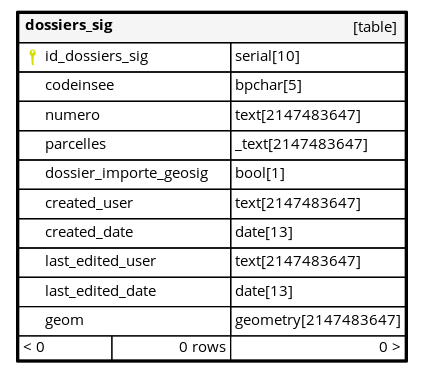 dossiers_sig [table]
id_dossiers_sig serial[10]
codeinsee bpchar[5]
numero text[2147483647]
parcelles _text[2147483647]
dossier_importe_geosig bool[1]
created_user text[2147483647]
created_date date[13]
last_edited_user text[2147483647]
last_edited_date date[13]
geom geometry[2147483647]
< 0 0 rows 0 >